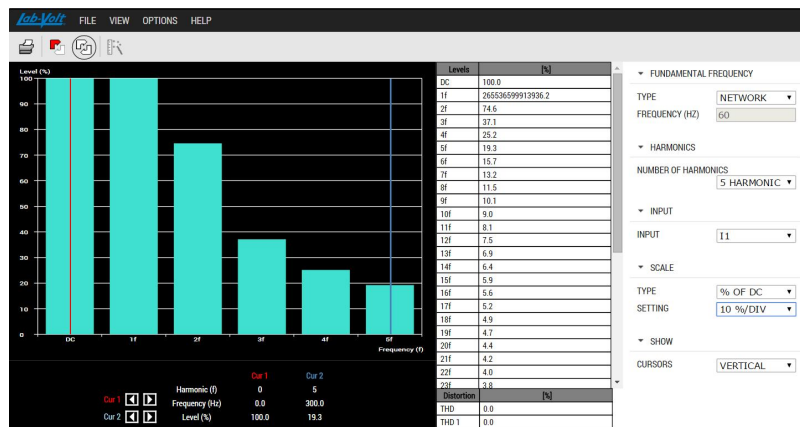 Lab-Volt FILE VIEW OPTIONS HELP
Level (%)
100
90
80
70
60
50
40
30
20
10
0
DC 1f 2f 3f 4f 5f
Frequency (f)
Cur 1 Cur 2
Harmonic (f) 0 5
Cur 1 Frequency (Hz) 0.0 300.0
Cur 2 Level (%) 100.0 19.3
Levels [%]
DC 100.0
1f 265536599913936.2
2f 74.6
3f 37.1
4f 25.2
5f 19.3
6f 15.7
7f 13.2
8f 11.5
9f 10.1
10f 9.0
11f 8.1
12f 7.5
13f 6.9
14f 6.4
15f 5.9
16f 5.6
17f 5.2
18f 4.9
19f 4.7
20f 4.4
21f 4.2
22f 4.0
23f 3.8
Distortion [%]
THD 0.0
THD 1 0.0
FUNDAMENTAL FREQUENCY
TYPE NETWORK
FREQUENCY (HZ) 60
HARMONICS
NUMBER OF HARMONICS
5 HARMONIC
INPUT
INPUT I1
SCALE
TYPE % OF DC
SETTING 10 %/DIV
SHOW
CURSORS VERTICAL